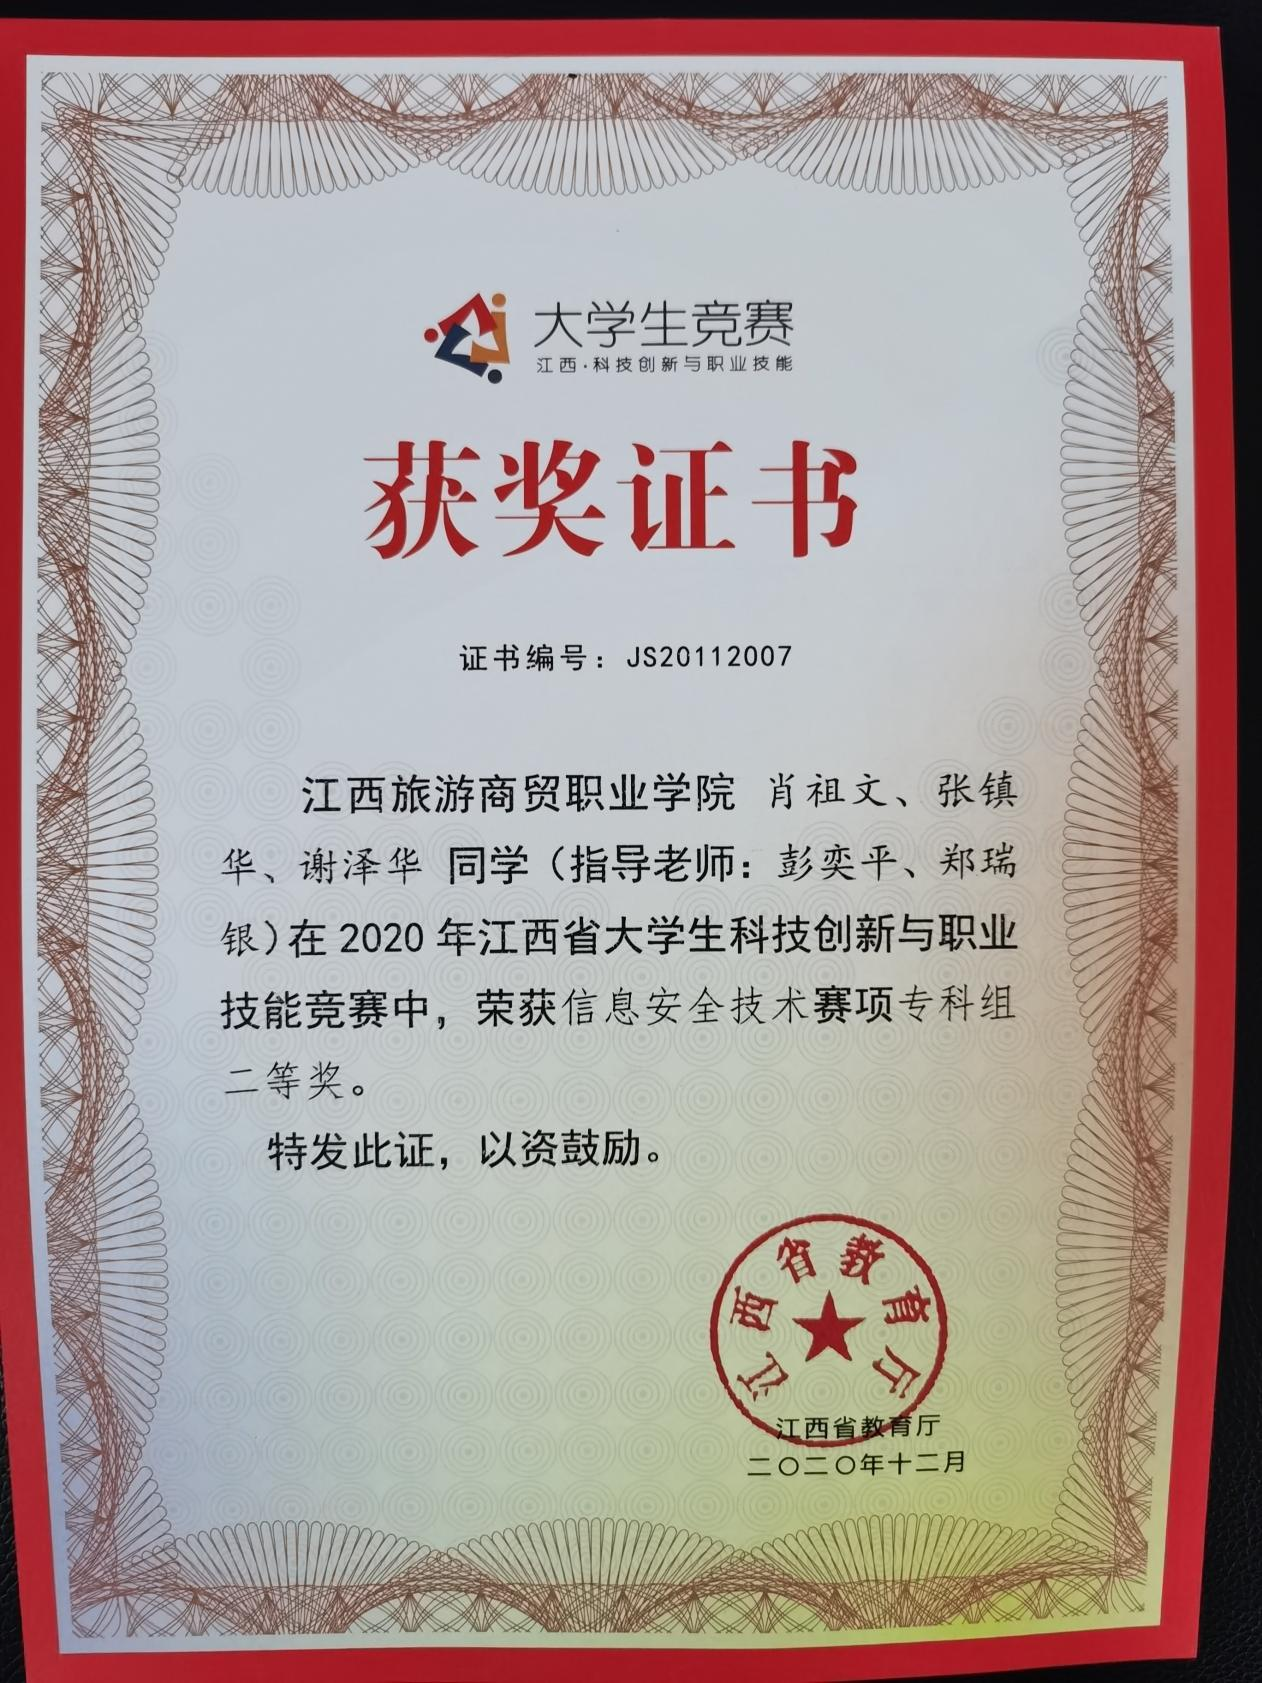 大学生竞赛
江西·科技创新与职业技能
获奖证书
证书编号：JS20112007
江西旅游商贸职业学院 肖祖文、张镇
华、谢泽华 同学（指导老师：彭奕平、郑瑞
银）在 2020 年江西省大学生科技创新与职业
技能竞赛中，荣获信息安全技术赛项专科组
二等奖。
特发此证，以资鼓励。
江西省教育厅
江西省教育厅
二〇二〇年十二月